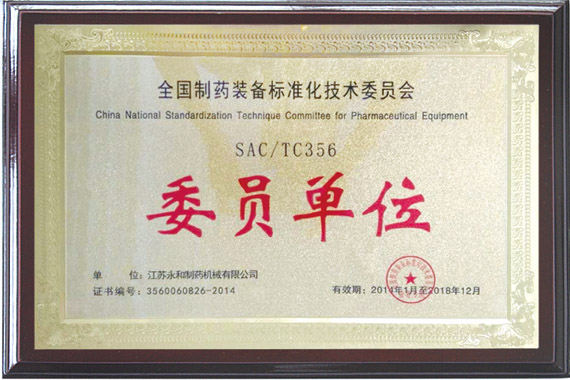 全国制药装备标准化技术委员会
China National Standardization Technique Committee for Pharmaceutical Equipment
SAC/TC356
委员单位
单 位:江苏永和制药机械有限公司
证书编号:3560060826-2014 有效期:2014年1月至2018年12月